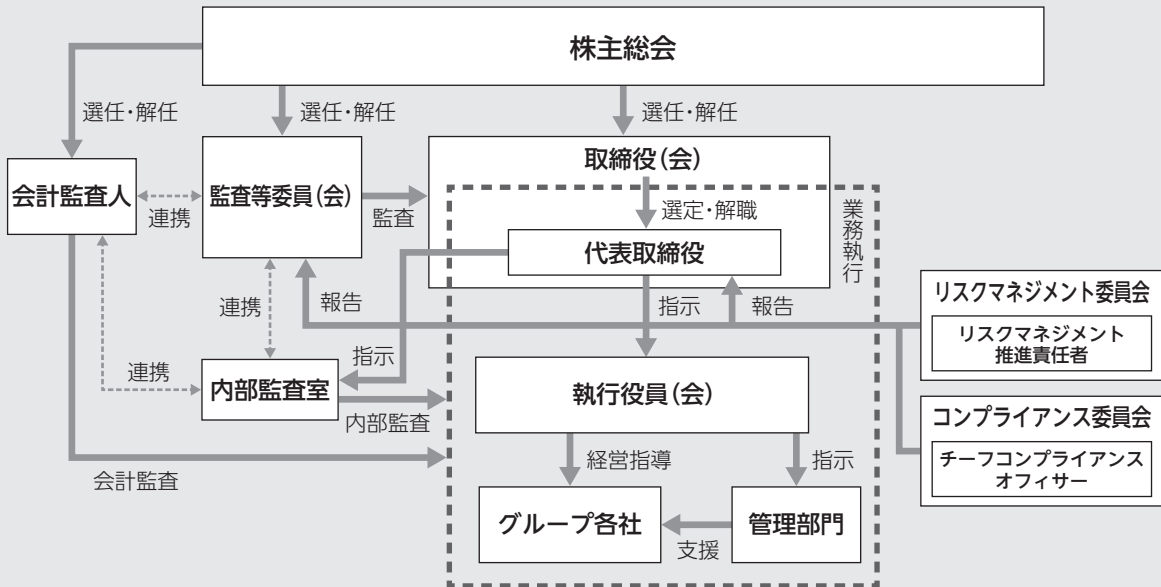 株主総会
選任・解任
選任・解任
選任・解任
会計監査人
連携
監査等委員(会)
監査
取締役(会)
選定・解職
代表取締役
業務執行
連携
報告
指示
報告
リスクマネジメント委員会
リスクマネジメント
推進責任者
連携
指示
内部監査室
内部監査
執行役員(会)
コンプライアンス委員会
チーフコンプライアンス
オフィサー
会計監査
経営指導
指示
グループ各社
支援
管理部門